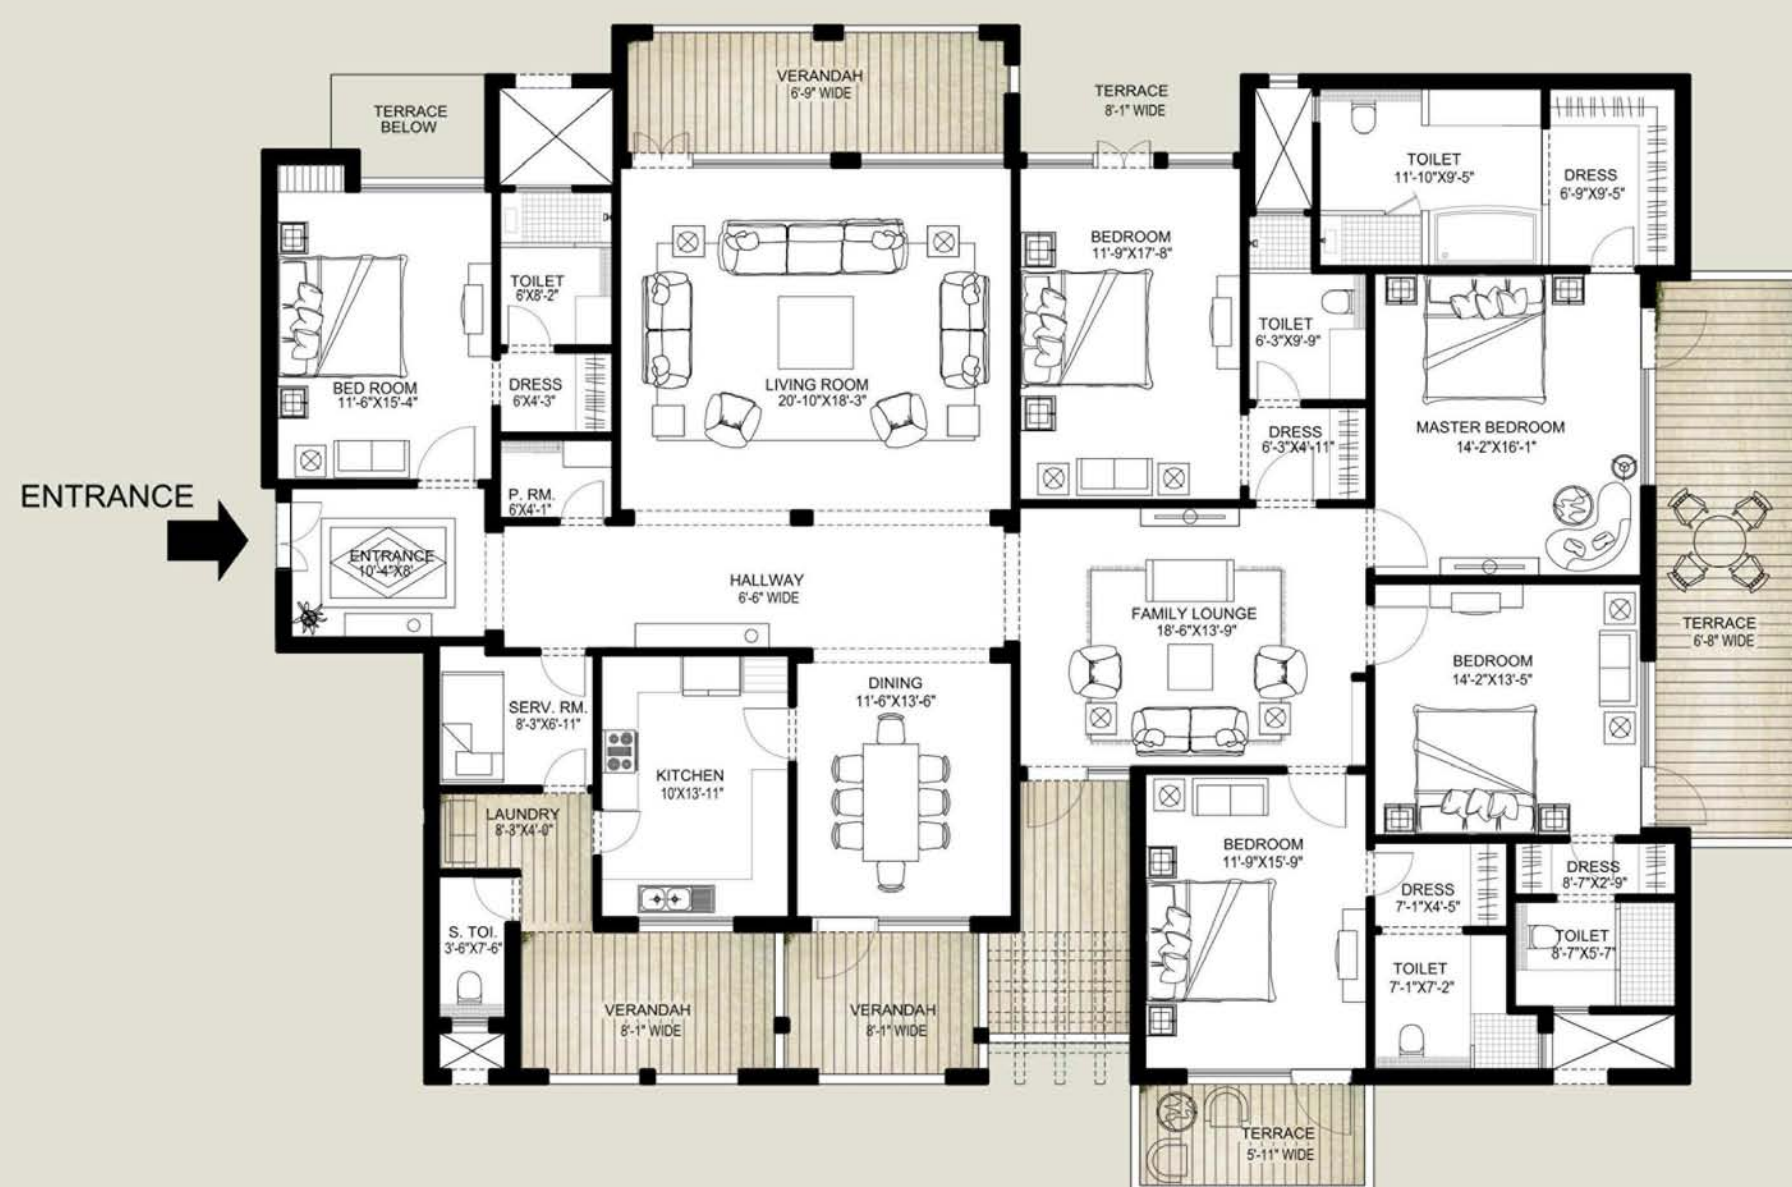 VERANDAH
6'-9" WIDE
TERRACE
8'-1" WIDE
TERRACE
BELOW
TOILET
11'-10"X9'-5"
DRESS
6'-9"X9'-5"
BEDROOM
11'-9"X17'-8"
TOILET
6'X8'-2"
TOILET
6'-3"X9'-9"
BED ROOM
11'-6"X15'-4"
DRESS
6'X4'-3"
LIVING ROOM
20'-10"X18'-3"
DRESS
6'-3"X4'-11"
MASTER BEDROOM
14'-2"X16'-1"
ENTRANCE
P. RM.
6'X4'-1"
ENTRANCE
10'-4"X8'
HALLWAY
6'-6" WIDE
FAMILY LOUNGE
18'-6"X13'-9"
TERRACE
6'-8" WIDE
BEDROOM
14'-2"X13'-5"
SERV. RM.
8'-3"X6'-11"
DINING
11'-6"X13'-6"
KITCHEN
10'X13'-11"
LAUNDRY
8'-3"X4'-0"
BEDROOM
11'-9"X15'-9"
DRESS
7'-1"X4'-5"
DRESS
8'-7"X2'-9"
S. TOI.
3'-6"X7'-6"
TOILET
8'-7"X5'-7"
TOILET
7'-1"X7'-2"
VERANDAH
8'-1" WIDE
VERANDAH
8'-1" WIDE
TERRACE
5'-11" WIDE